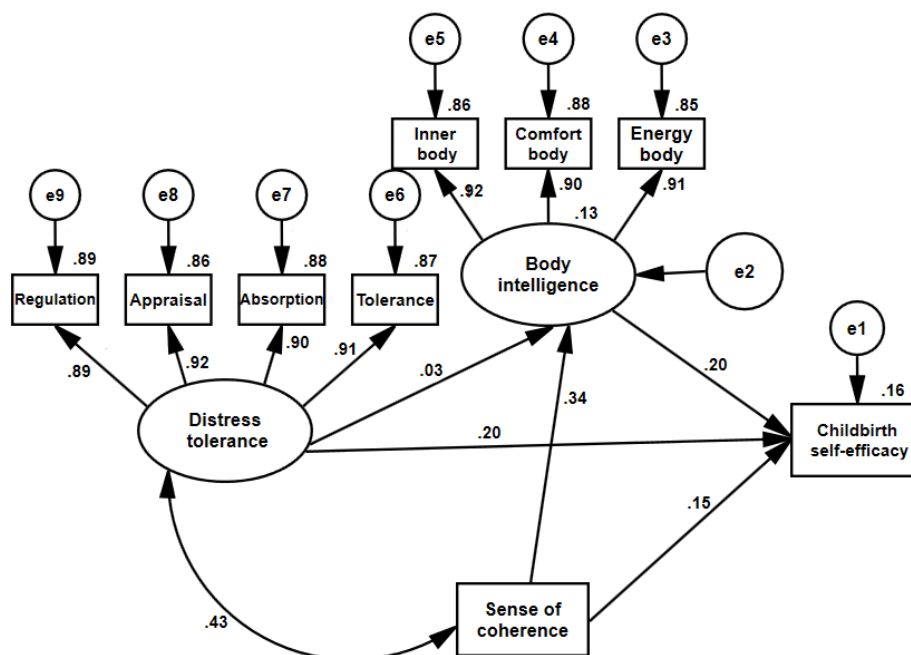 e5
e4
e3
.86
.88
.85
Inner
body
Comfort
body
Energy
body
e9
e8
e7
e6
.92
.90
.91
.13
.89
.86
.88
.87
Body
intelligence
e2
Regulation
Appraisal
Absorption
Tolerance
e1
.89
.92
.90
.91
.03
.34
.20
.16
Distress
tolerance
.20
Childbirth
self-efficacy
.15
.43
Sense of
coherence